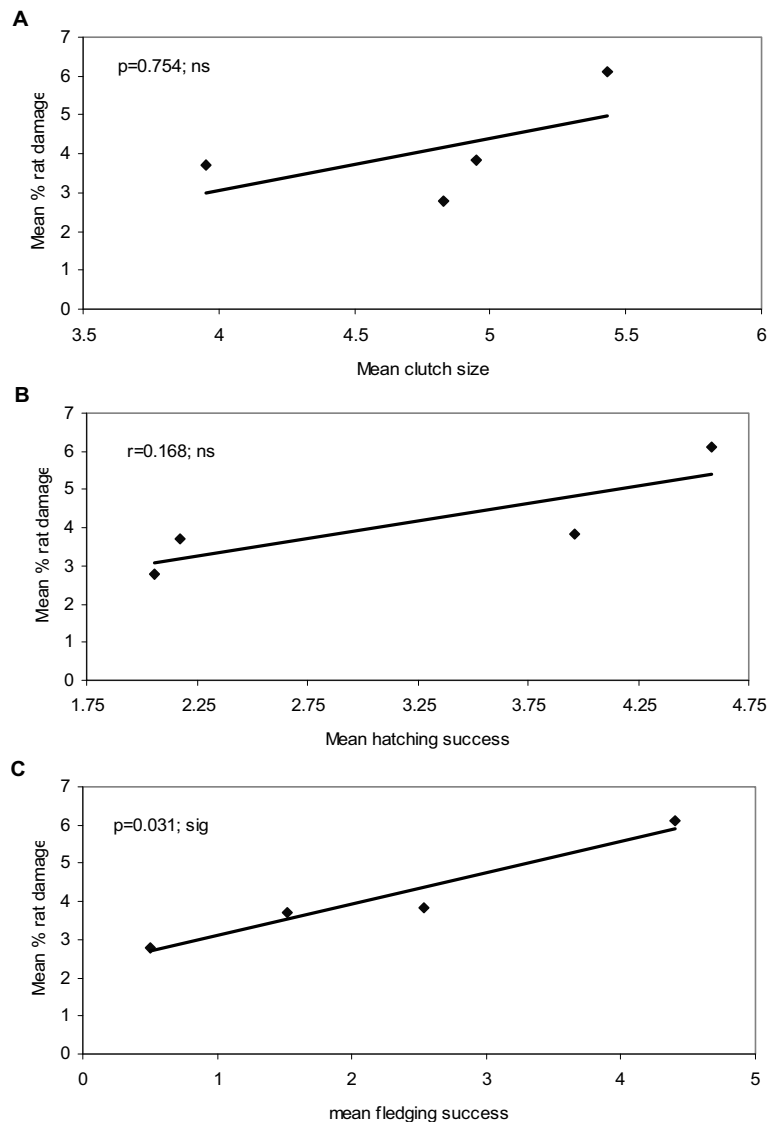 A
p=0.754; ns
Mean % rat damage
7
6
5
4
3
2
1
0
3.5 4 4.5 5 5.5 6
Mean clutch size
B
r=0.168; ns
Mean % rat damage
7
6
5
4
3
2
1
0
1.75 2.25 2.75 3.25 3.75 4.25 4.75
Mean hatching success
C
p=0.031; sig
Mean % rat damage
7
6
5
4
3
2
1
0
0 1 2 3 4 5
mean fledging success